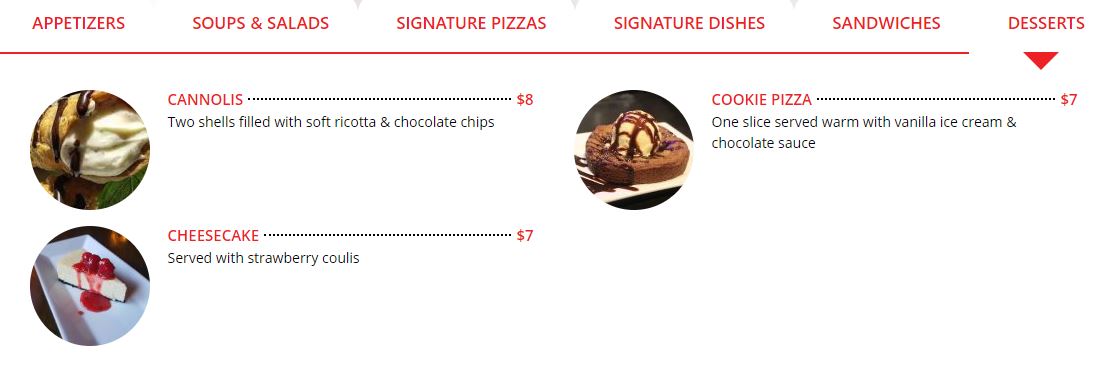 APPETIZERS SOUPS & SALADS SIGNATURE PIZZAS SIGNATURE DISHES SANDWICHES DESSERTS
CANNOLIS $8
Two shells filled with soft ricotta & chocolate chips
COOKIE PIZZA $7
One slice served warm with vanilla ice cream &
chocolate sauce
CHEESECAKE $7
Served with strawberry coulis